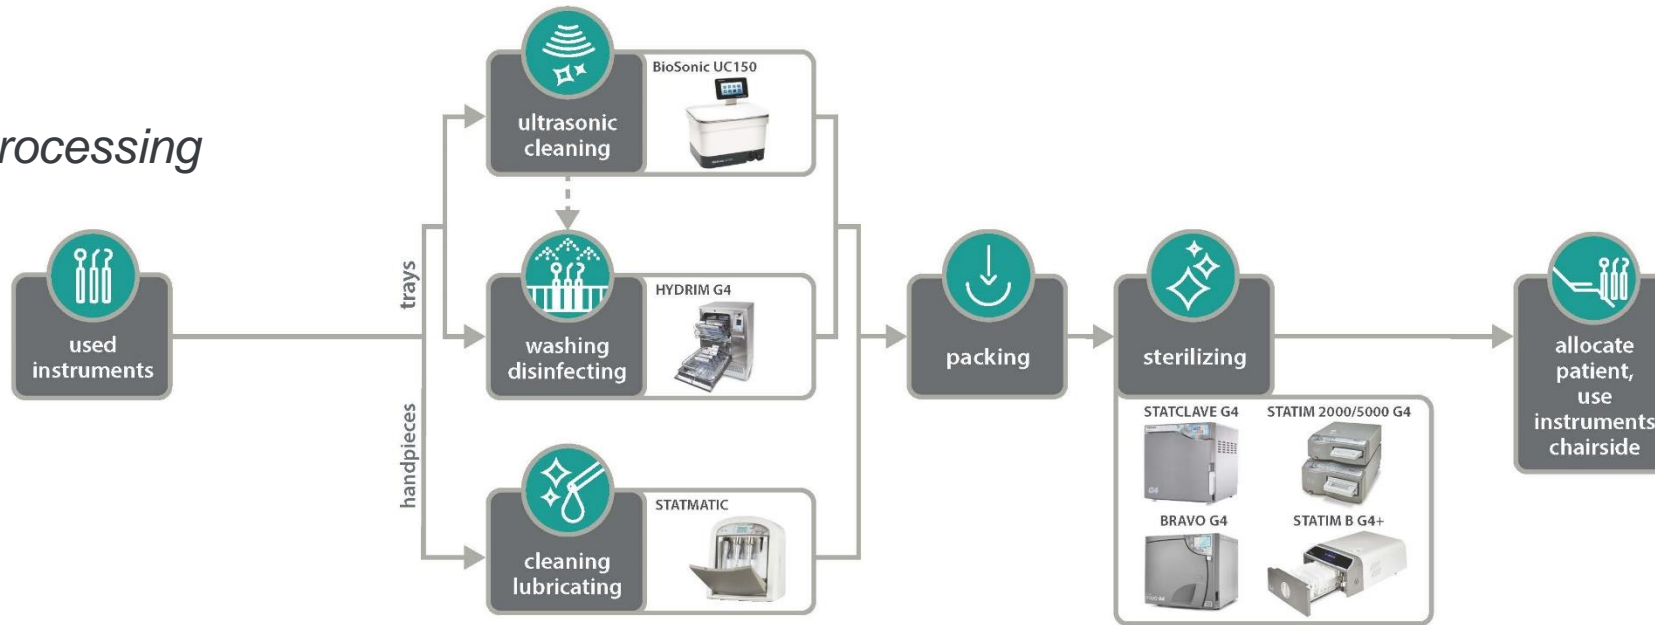 rocessing
used
instruments
trays
handpieces
ultrasonic
cleaning
BioSonic UC150
washing
disinfecting
HYDRIM G4
cleaning
lubricating
STATMATIC
packing
sterilizing
STATCLAVE G4
STATIM 2000/5000 G4
BRAVO G4
STATIM B G4+
allocate
patient,
use
instruments
chairside